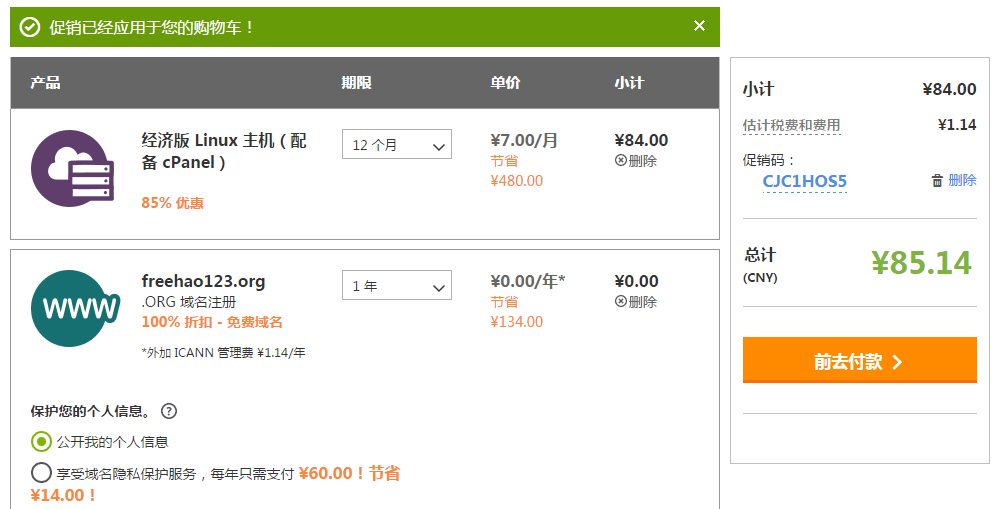 促销已经应用于您的购物车！
产品 期限 单价 小计
经济版 Linux 主机（配备 cPanel）
85% 优惠
12 个月
¥7.00/月
节省
¥480.00
¥84.00
删除
WWW
freehao123.org
.ORG 域名注册
100% 折扣 - 免费域名
*外加 ICANN 管理费 ¥1.14/年
1 年
¥0.00/年*
节省
¥134.00
¥0.00
删除
保护您的个人信息。 ?
公开我的个人信息
享受域名隐私保护服务，每年只需支付 ¥60.00！节省
¥14.00！
小计 ¥84.00
估计税费和费用 ¥1.14
促销码：
CJC1HOS5 删除
总计 ¥85.14
(CNY)
前去付款